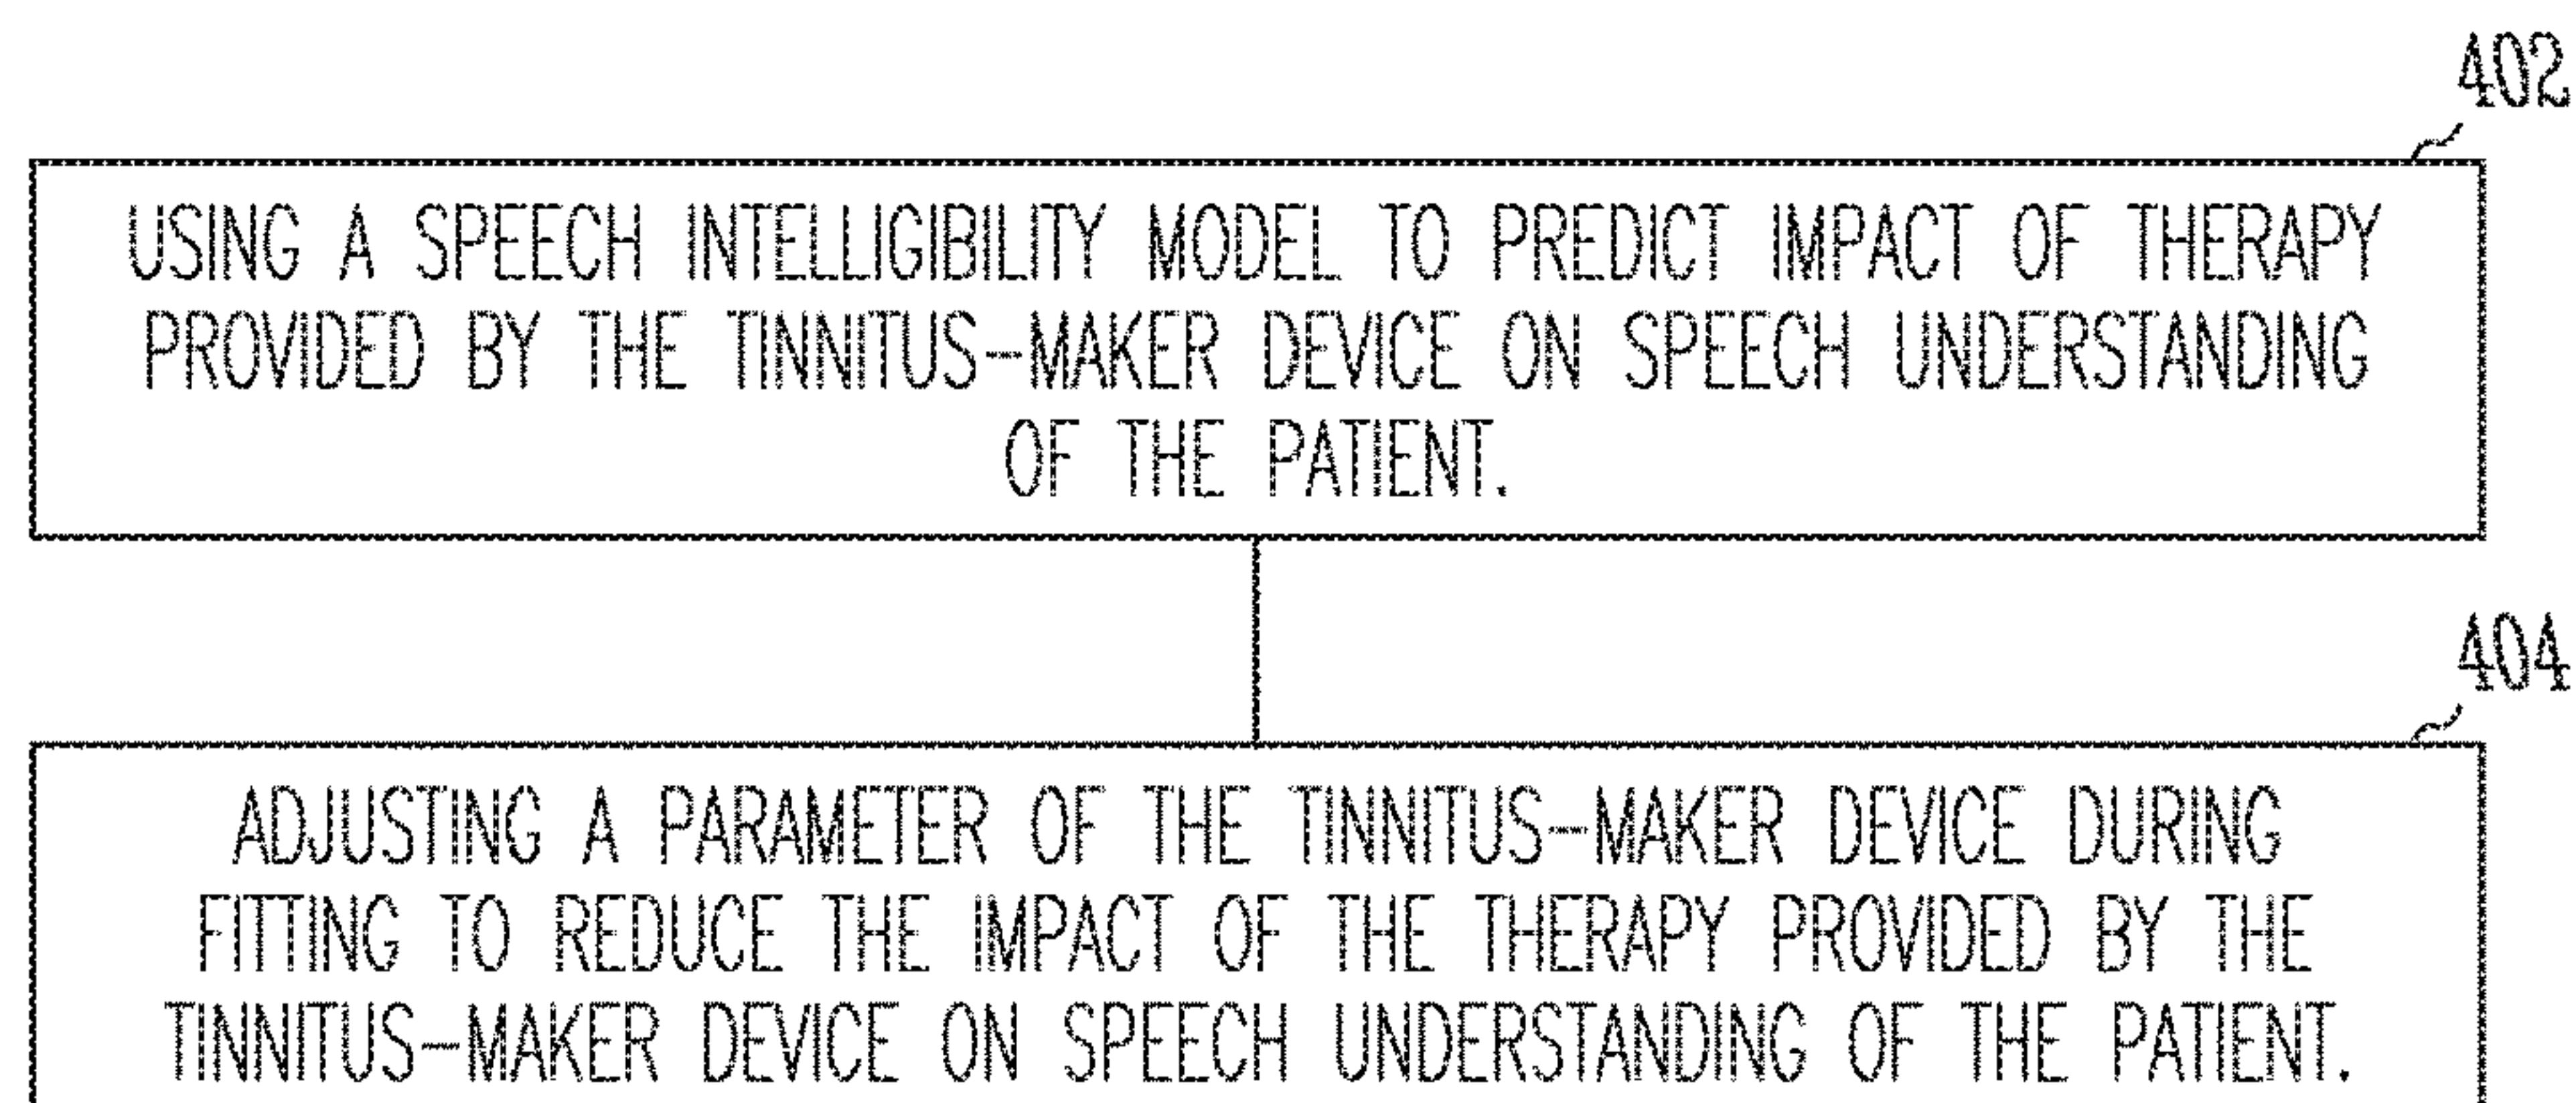 402
USING A SPEECH INTELLIGIBILITY MODEL TO PREDICT IMPACT OF THERAPY
PROVIDED BY THE TINNITUS-MAKER DEVICE ON SPEECH UNDERSTANDING
OF THE PATIENT.
404
ADJUSTING A PARAMETER OF THE TINNITUS-MAKER DEVICE DURING
FITTING TO REDUCE THE IMPACT OF THE THERAPY PROVIDED BY THE
TINNITUS-MAKER DEVICE ON SPEECH UNDERSTANDING OF THE PATIENT.